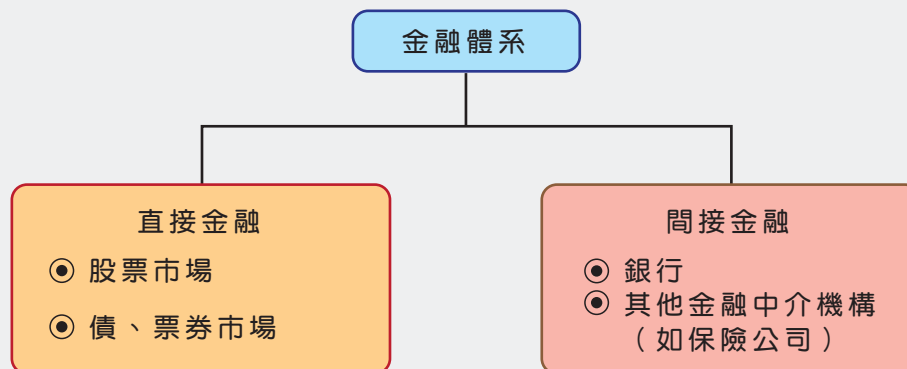 金融體系
直接金融
股票市場
債、票券市場
間接金融
銀行
其他金融中介機構
（如保險公司）